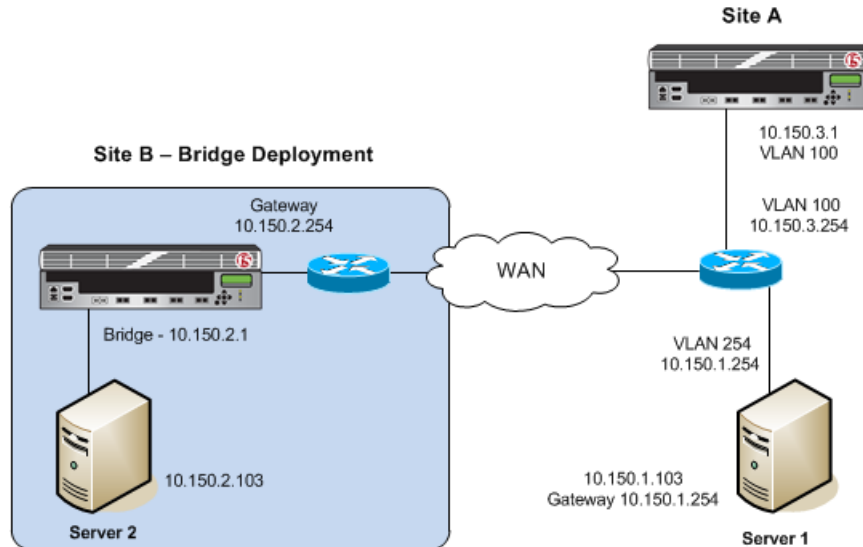 Site A
10.150.3.1
VLAN 100
Site B – Bridge Deployment
Gateway
10.150.2.254
VLAN 100
10.150.3.254
WAN
Bridge - 10.150.2.1
VLAN 254
10.150.1.254
10.150.2.103
10.150.1.103
Gateway 10.150.1.254
Server 2
Server 1